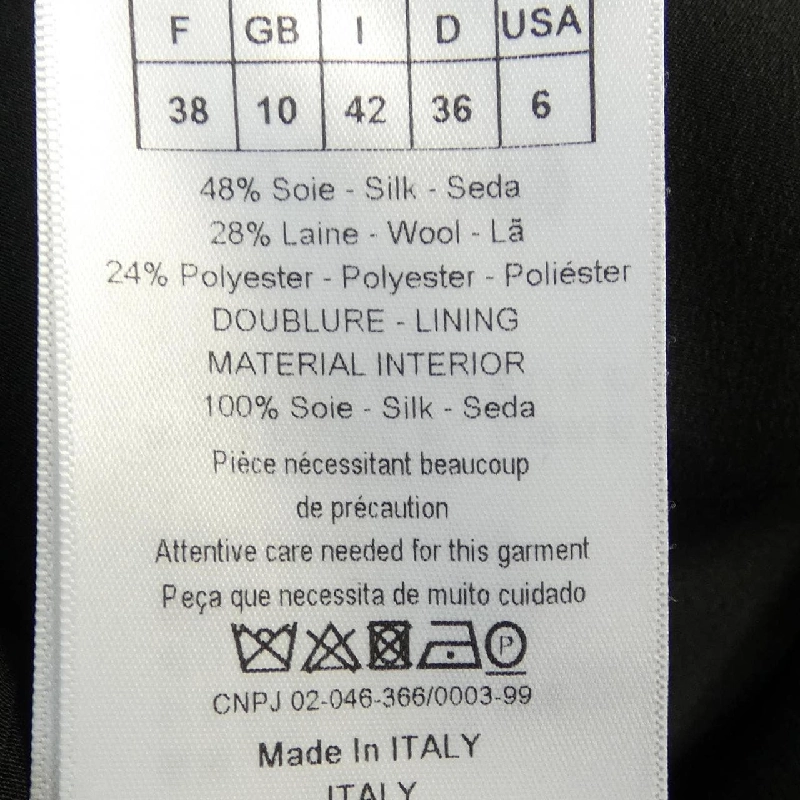 F GB I D USA
38 10 42 36 6
48% Soie - Silk - Seda
28% Laine - Wool - Lã
24% Polyester - Polyester - Poliéster
DOUBLURE - LINING
MATERIAL INTERIOR
100% Soie - Silk - Seda
Pièce nécessitant beaucoup
de précaution
Attentive care needed for this garment
Peça que necessita de muito cuidado
P
CNPJ 02-046-366/0003-99
Made In ITALY
ITALY